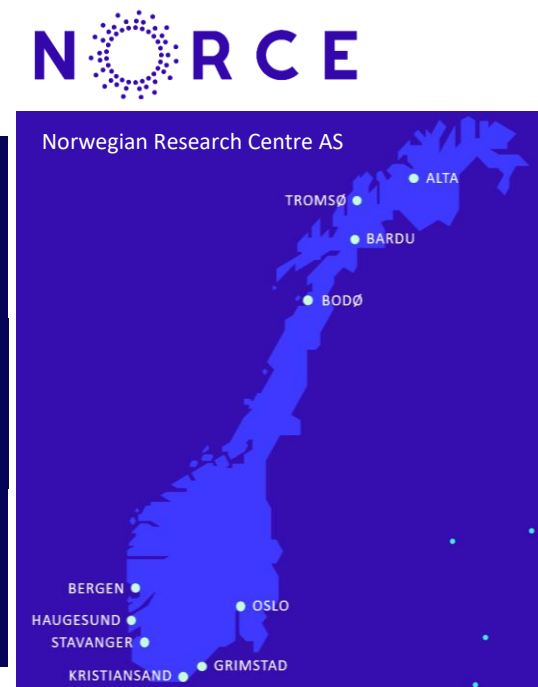 NORCE
Norwegian Research Centre AS
ALTA
TROMSØ
BARDU
BODØ
BERGEN
OSLO
HAUGESUND
STAVANGER
GRIMSTAD
KRISTIANSAND